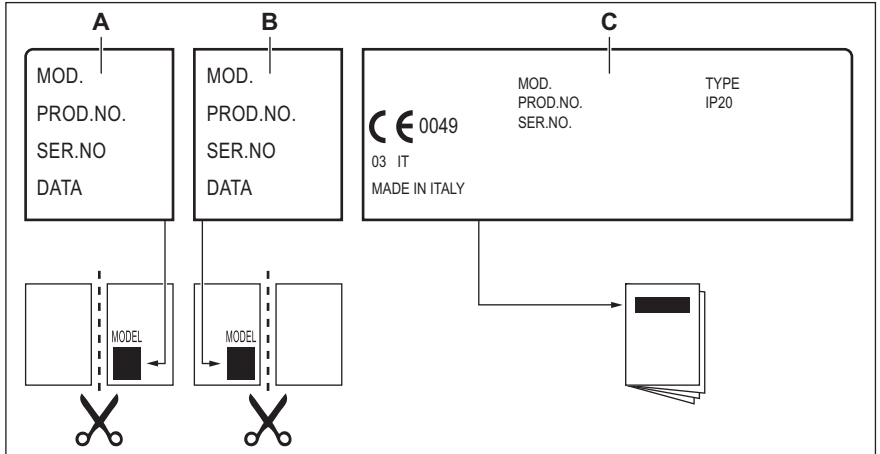 A
B
C
MOD.
PROD.NO.
SER.NO
DATA
MOD.
PROD.NO.
SER.NO
DATA
MOD.
PROD.NO.
SER.NO.
TYPE
IP20
CE 0049
03 IT
MADE IN ITALY
MODEL
MODEL